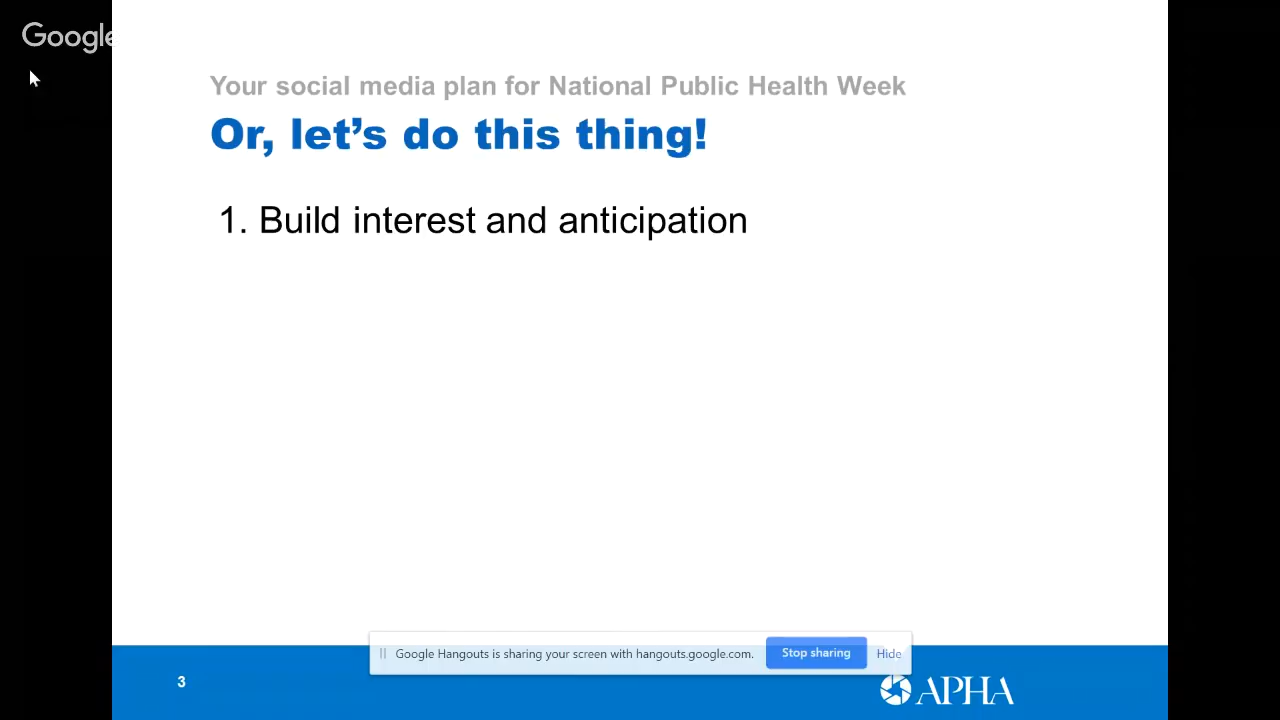 Google
Your social media plan for National Public Health Week
Or, let’s do this thing!
1. Build interest and anticipation
Google Hangouts is sharing your screen with hangouts.google.com.
Stop sharing
Hide
3
APHA